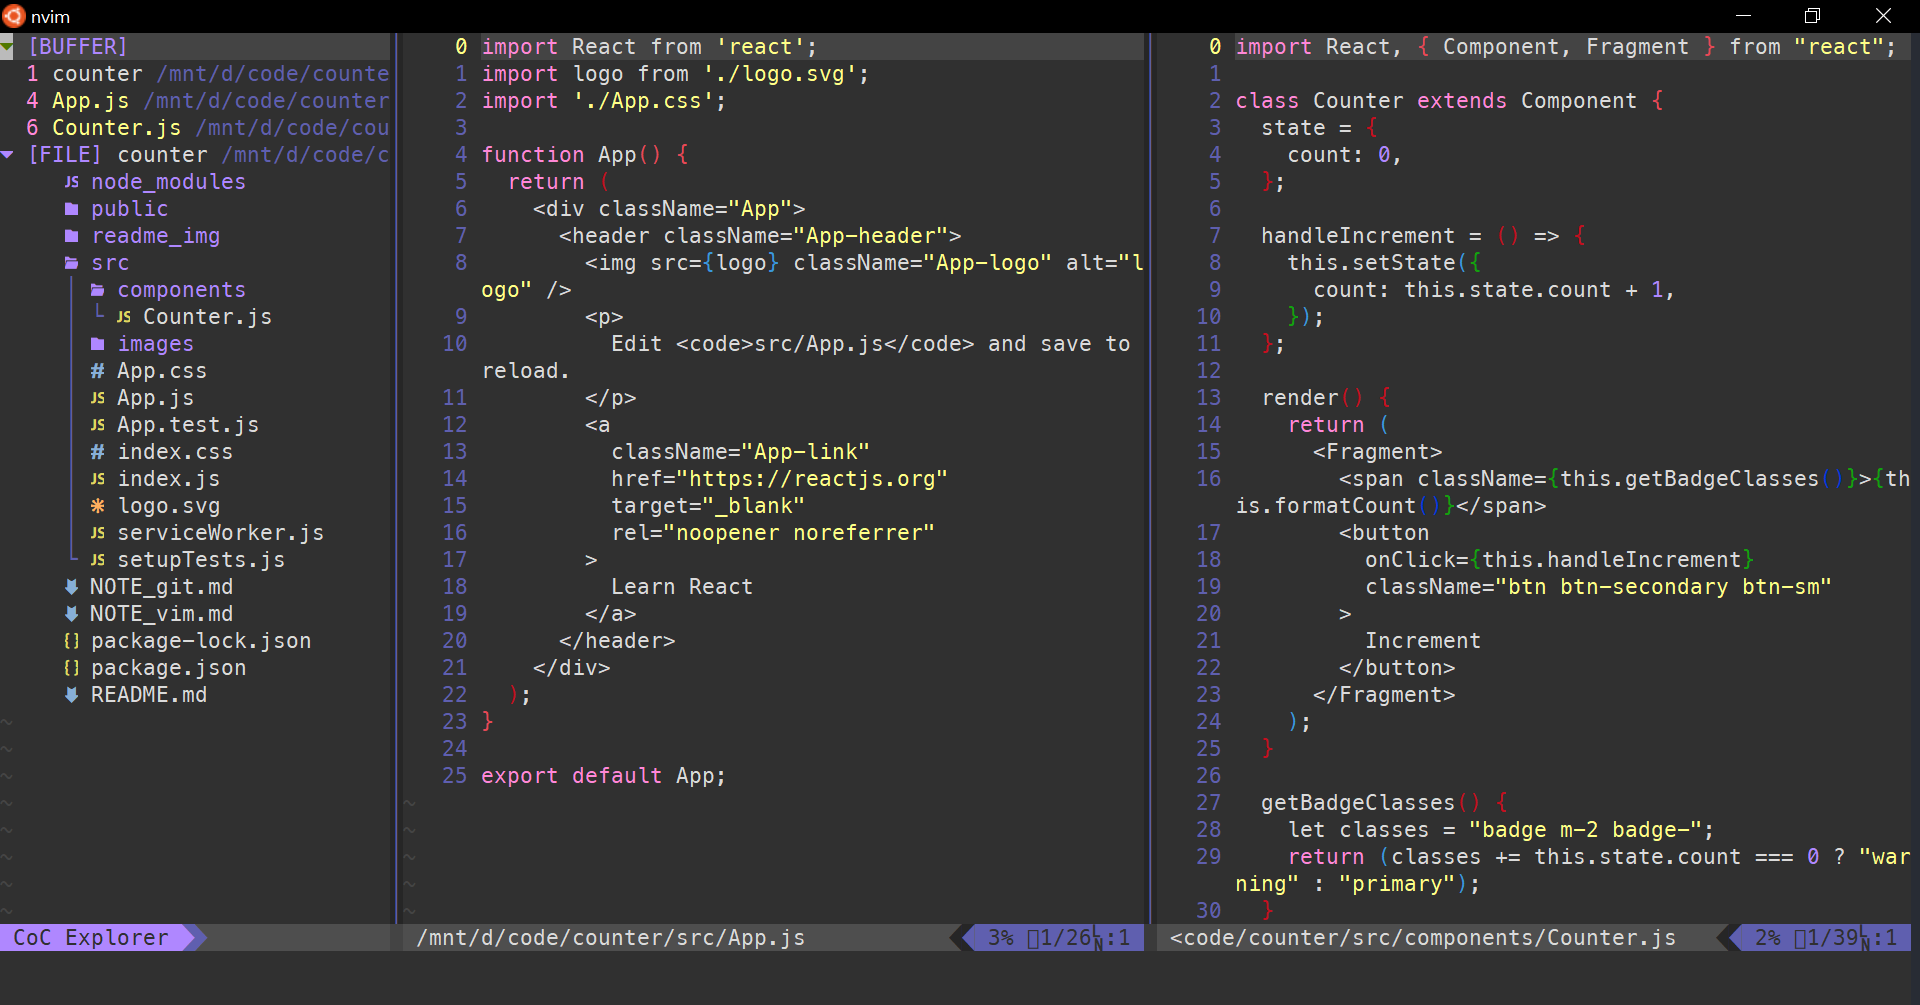 nvim
[BUFFER]
1 counter /mnt/d/code/counte
4 App.js /mnt/d/code/counter
6 Counter.js /mnt/d/code/cou
[FILE] counter /mnt/d/code/c
JS node_modules
public
readme_img
src
components
JS Counter.js
images
# App.css
JS App.js
JS App.test.js
# index.css
JS index.js
logo.svg
JS serviceWorker.js
JS setupTests.js
NOTE_git.md
NOTE_vim.md
{} package-lock.json
{} package.json
README.md
~
~
~
~
~
~
~
~
CoC Explorer
0 import React from 'react';
1 import logo from './logo.svg';
2 import './App.css';
3
4 function App() {
5   return (
6     <div className="App">
7       <header className="App-header">
8         <img src={logo} className="App-logo" alt="l
ogo" />
9         <p>
10           Edit <code>src/App.js</code> and save to
reload.
11         </p>
12         <a
13           className="App-link"
14           href="https://reactjs.org"
15           target="_blank"
16           rel="noopener noreferrer"
17         >
18           Learn React
19         </a>
20       </header>
21     </div>
22   );
23 }
24
25 export default App;
~
~
~
~
~
/mnt/d/code/counter/src/App.js 3% 1/26 LN:1
0 import React, { Component, Fragment } from "react";
1
2 class Counter extends Component {
3   state = {
4     count: 0,
5   };
6
7   handleIncrement = () => {
8     this.setState({
9       count: this.state.count + 1,
10     });
11   };
12
13   render() {
14     return (
15       <Fragment>
16         <span className={this.getBadgeClasses()}>{th
is.formatCount()}</span>
17         <button
18           onClick={this.handleIncrement}
19           className="btn btn-secondary btn-sm"
20         >
21           Increment
22         </button>
23       </Fragment>
24     );
25   }
26
27   getBadgeClasses() {
28     let classes = "badge m-2 badge-";
29     return (classes += this.state.count === 0 ? "war
ning" : "primary");
30   }
<code/counter/src/components/Counter.js 2% 1/39 LN:1